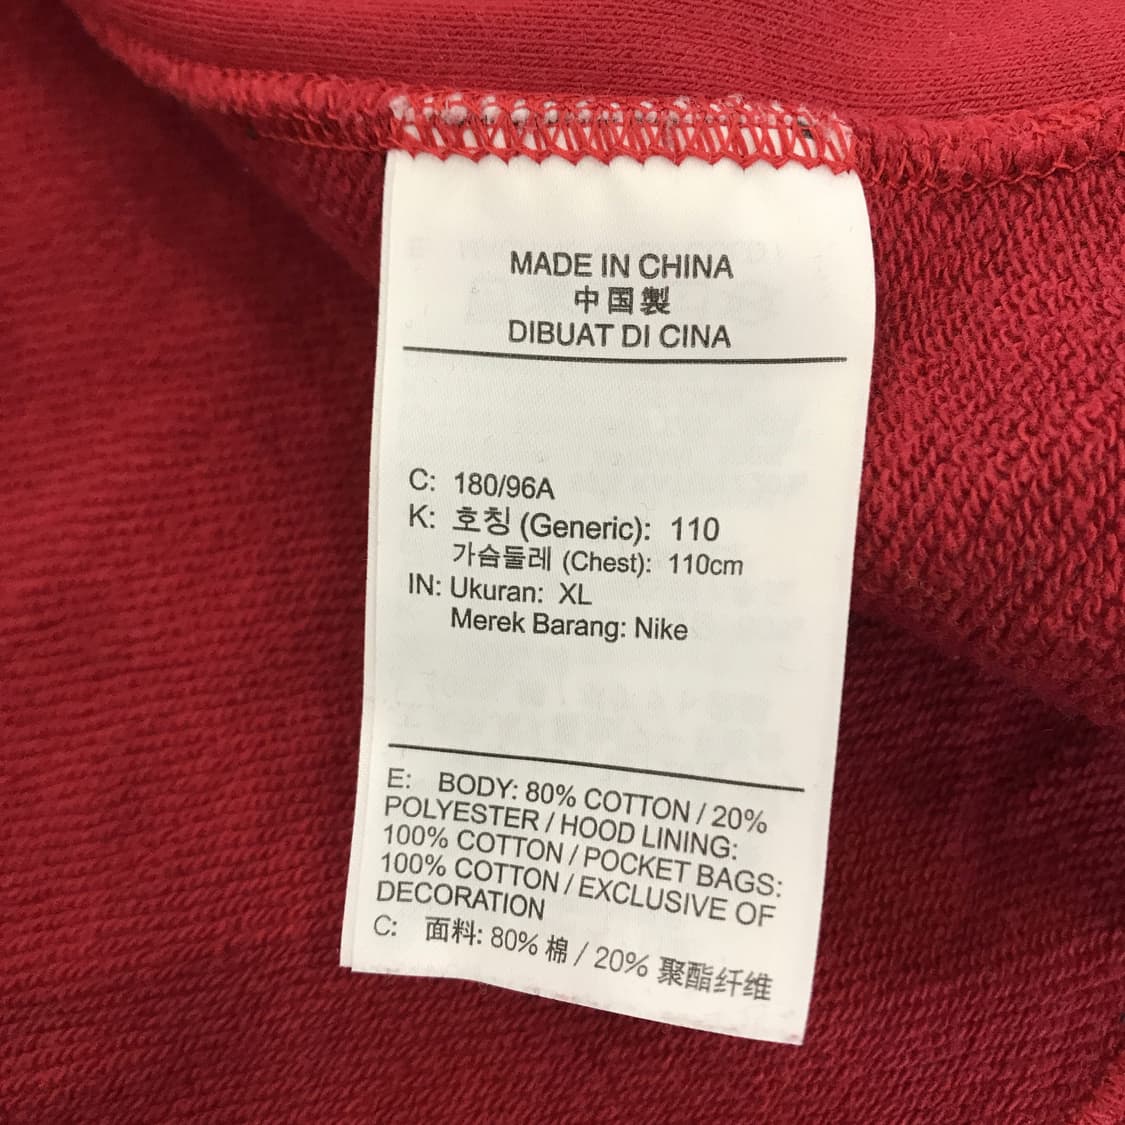 MADE IN CHINA
中国製
DIBUAT DI CINA
C: 180/96A
K: 호칭 (Generic): 110
가슴둘레 (Chest): 110cm
IN: Ukuran: XL
Merek Barang: Nike
E: BODY: 80% COTTON / 20%
POLYESTER / HOOD LINING:
100% COTTON / POCKET BAGS:
100% COTTON / EXCLUSIVE OF
DECORATION
C: 面料: 80% 棉 / 20% 聚酯纤维